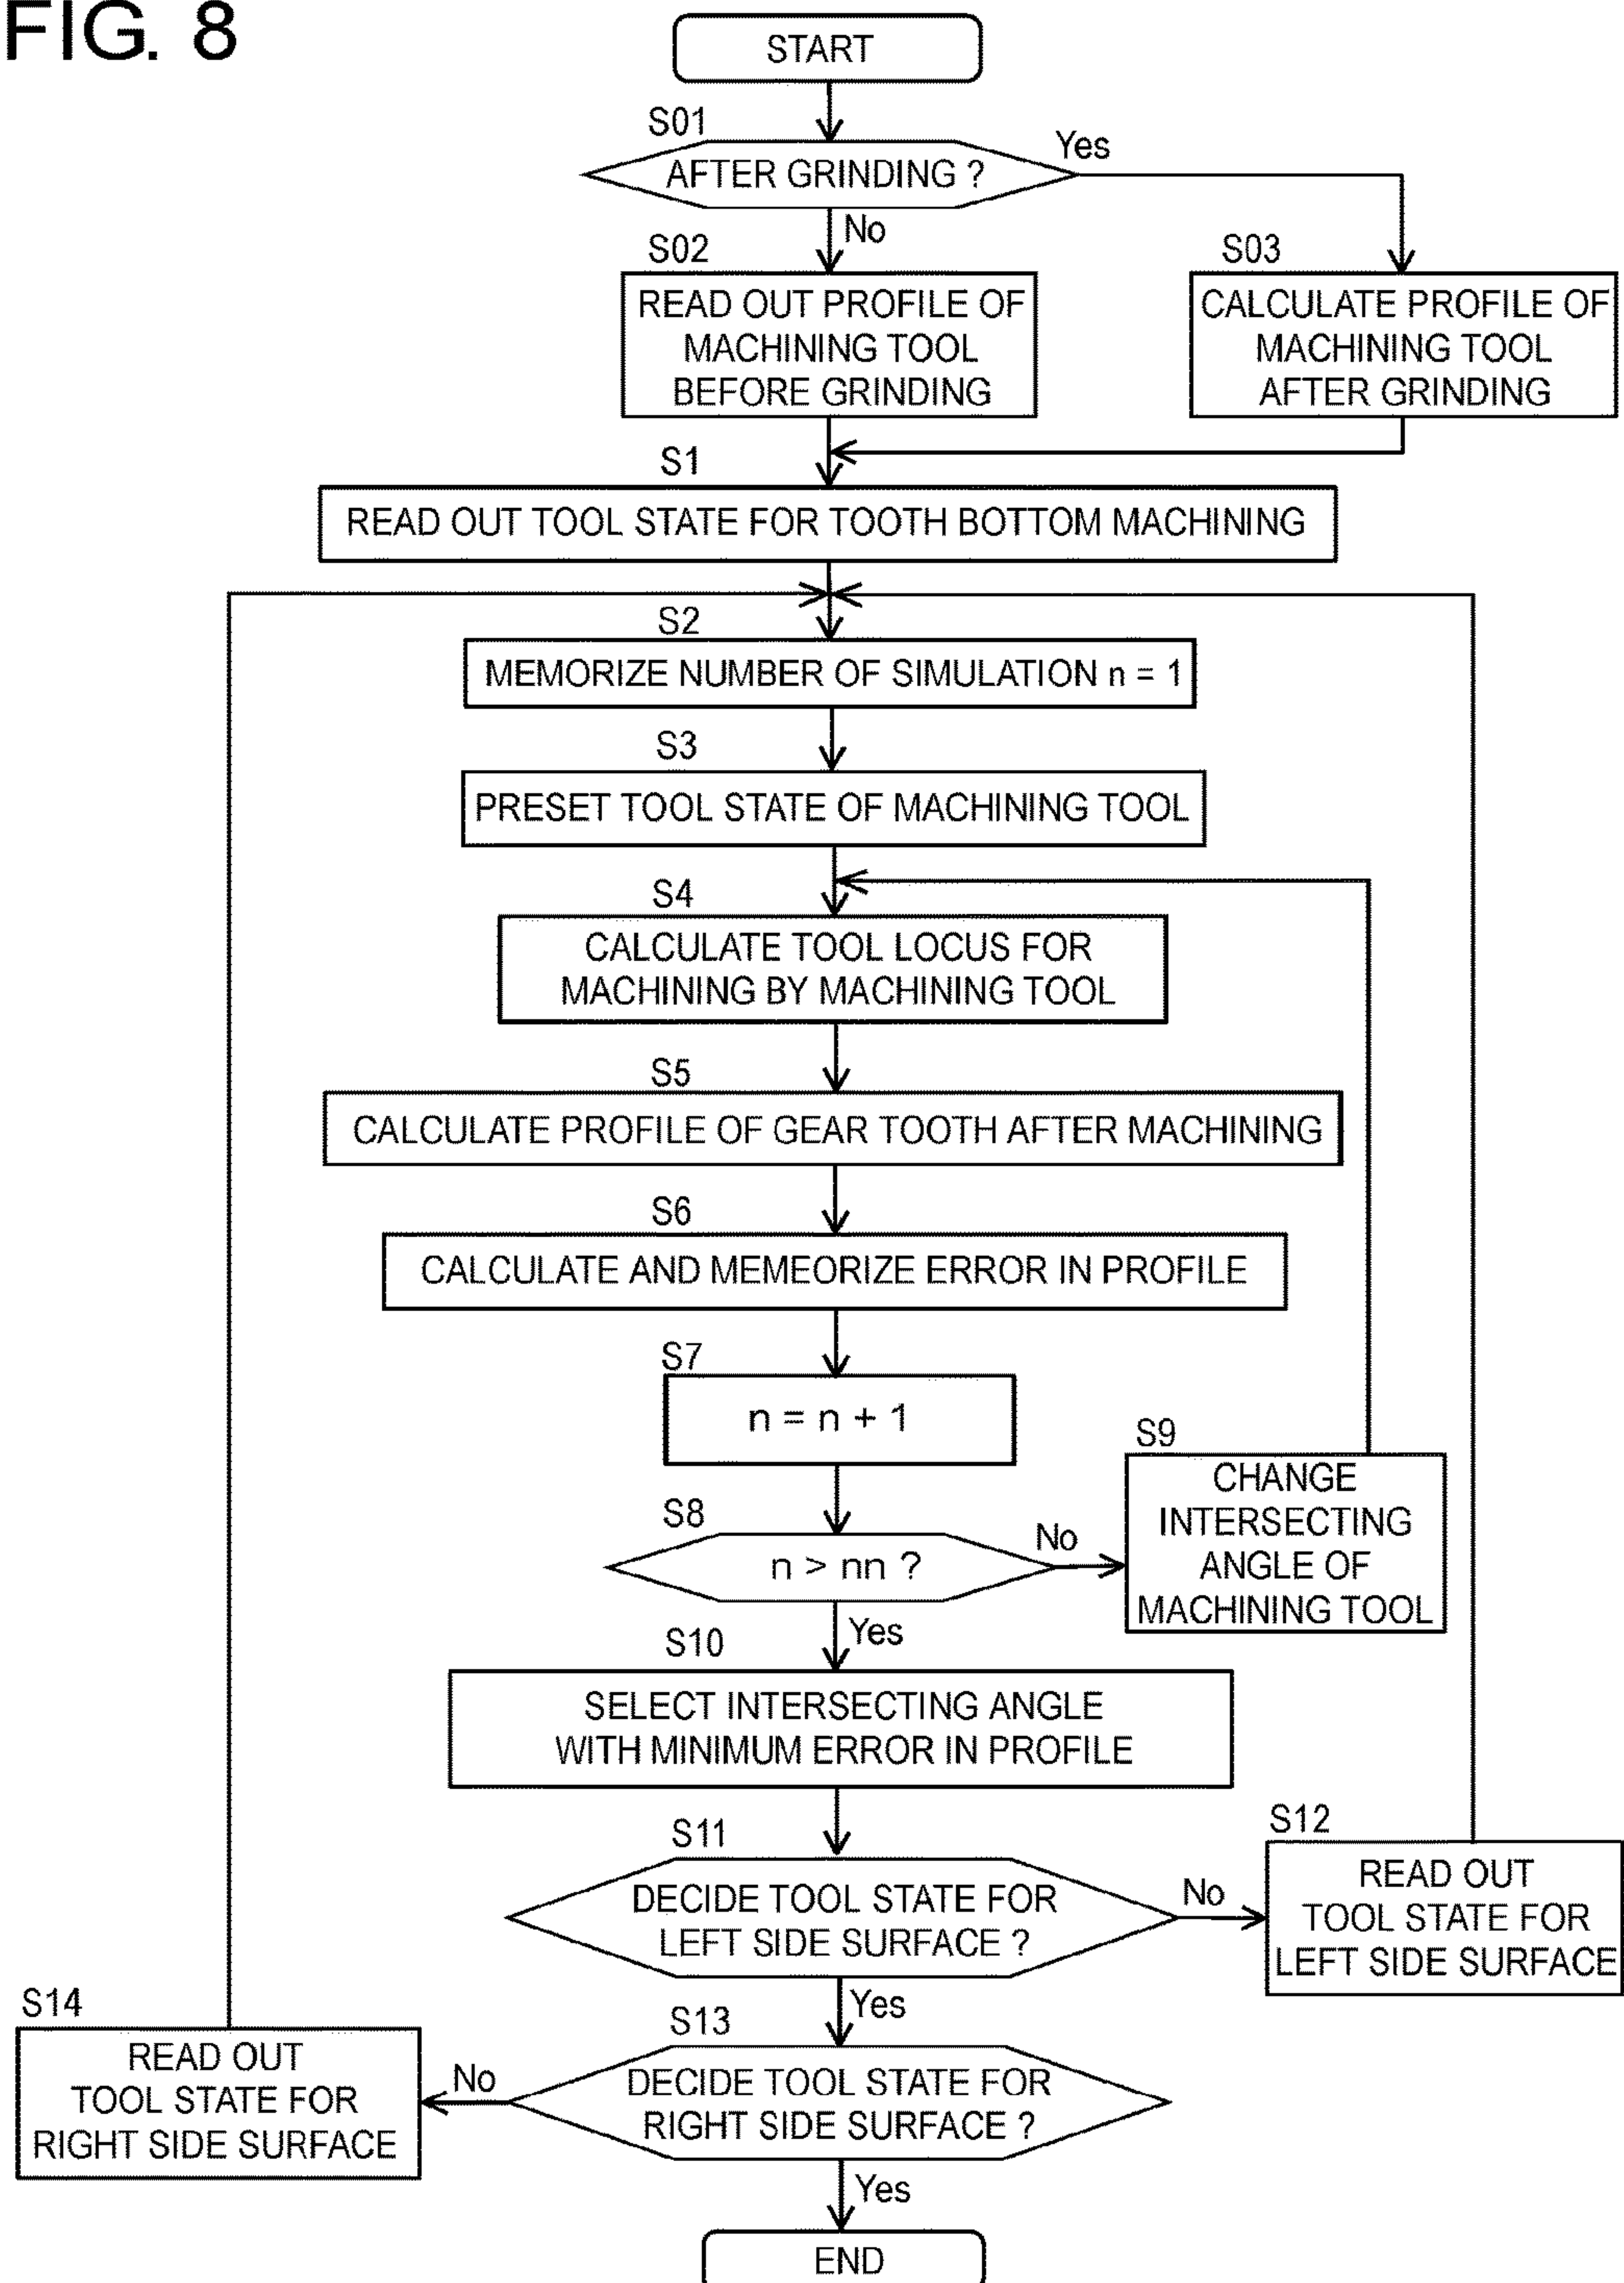 FIG. 8
START
S01
AFTER GRINDING ?
Yes
No
S02
READ OUT PROFILE OF
MACHINING TOOL
BEFORE GRINDING
S03
CALCULATE PROFILE OF
MACHINING TOOL
AFTER GRINDING
S1
READ OUT TOOL STATE FOR TOOTH BOTTOM MACHINING
S2
MEMORIZE NUMBER OF SIMULATION n = 1
S3
PRESET TOOL STATE OF MACHINING TOOL
S4
CALCULATE TOOL LOCUS FOR
MACHINING BY MACHINING TOOL
S5
CALCULATE PROFILE OF GEAR TOOTH AFTER MACHINING
S6
CALCULATE AND MEMEORIZE ERROR IN PROFILE
S7
n = n + 1
S8
n > nn ?
No
S9
CHANGE
INTERSECTING
ANGLE OF
MACHINING TOOL
Yes
S10
SELECT INTERSECTING ANGLE
WITH MINIMUM ERROR IN PROFILE
S11
DECIDE TOOL STATE FOR
LEFT SIDE SURFACE ?
No
S12
READ OUT
TOOL STATE FOR
LEFT SIDE SURFACE
Yes
S13
DECIDE TOOL STATE FOR
RIGHT SIDE SURFACE ?
No
S14
READ OUT
TOOL STATE FOR
RIGHT SIDE SURFACE
Yes
END